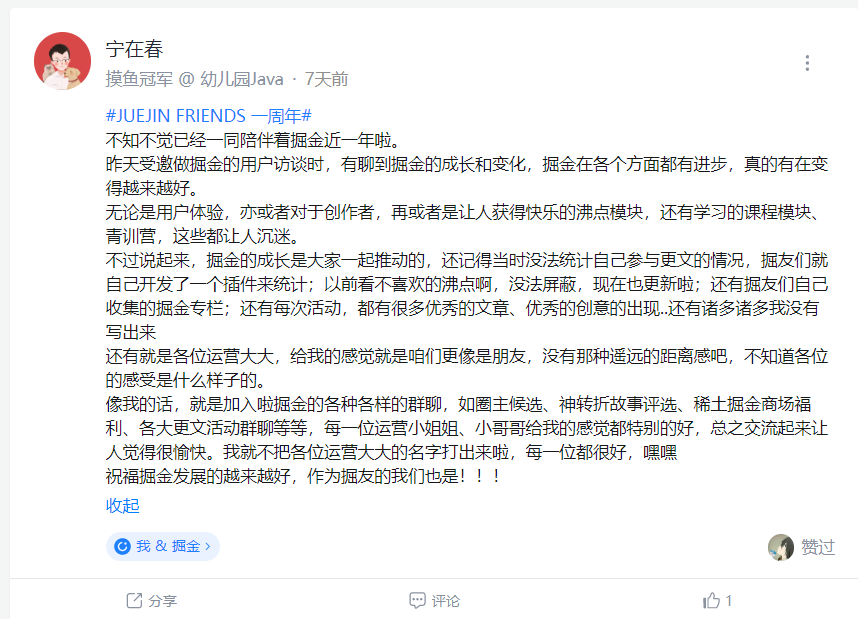 宁在春
摸鱼冠军 @ 幼儿园Java · 7天前
#JUEJIN FRIENDS 一周年#
不知不觉已经一同陪伴着掘金近一年啦。
昨天受邀做掘金的用户访谈时，有聊到掘金的成长和变化，掘金在各个方面都有进步，真的有在变
得越来越好。
无论是用户体验，亦或者对于创作者，再或者是让人获得快乐的沸点模块，还有学习的课程模块、
青训营，这些都让人沉迷。
不过说起来，掘金的成长是大家一起推动的，还记得当时没法统计自己参与更文的情况，掘友们就
自己开发了一个插件来统计；以前看不喜欢的沸点啊，没法屏蔽，现在也更新啦；还有掘友们自己
收集的掘金专栏；还有每次活动，都有很多优秀的文章、优秀的创意的出现..还有诸多诸多我没有
写出来
还有就是各位运营大大，给我的感觉就是咱们更像是朋友，没有那种遥远的距离感吧，不知道各位
的感受是什么样子的。
像我的话，就是加入啦掘金的各种各样的群聊，如圈主候选、神转折故事评选、稀土掘金商场福
利、各大更文活动群聊等等，每一位运营小姐姐、小哥哥给我的感觉都特别的好，总之交流起来让
人觉得很愉快。我就不把各位运营大大的名字打出来啦，每一位都很好，嘿嘿
祝福掘金发展的越来越好，作为掘友的我们也是！！！
收起
我 & 掘金 ›
赞过
分享
评论
1